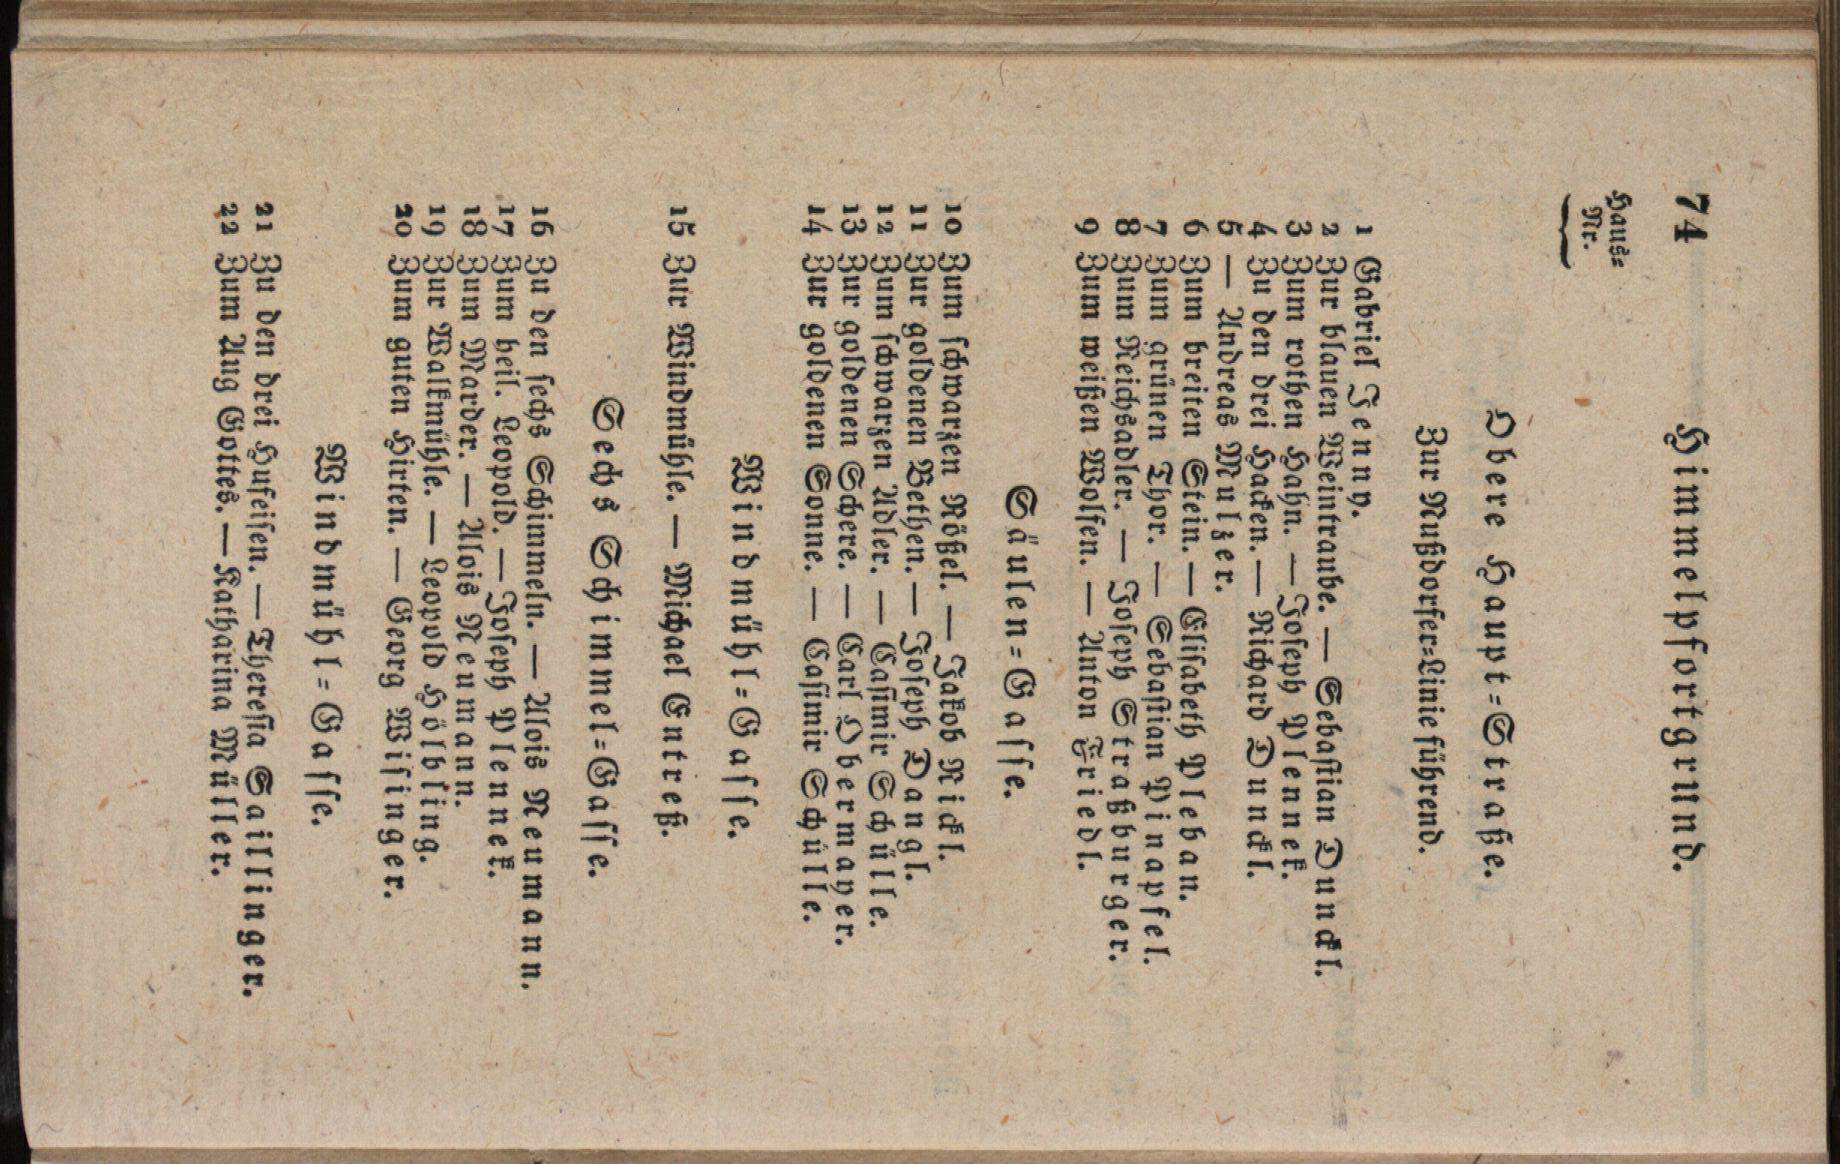 74 Himmelpfortgrund.
Haus-
Nr.
Obere Haupt-Straße.
Zur Nußdorfer-Linie führend.
1 Gabriel Jenny.
2 Zur blauen Weintraube. — Sebastian Dunckl.
3 Zum rothen Hahn. — Joseph Plennek.
4 Zu den drei Hacken. — Richard Dunckl.
5 — Andreas Mulzer.
6 Zum breiten Stein. — Elisabeth Pleban.
7 Zum grünen Thor. — Sebastian Pinapfel.
8 Zum Reichsadler. — Joseph Straßburger.
9 Zum weißen Wolfen. — Anton Friedl.
Säulen-Gasse.
10 Zum schwarzen Rößel. — Jakob Rickl.
11 Zur goldenen Bethen. — Joseph Dangl.
12 Zum schwarzen Adler. — Casimir Schülle.
13 Zur goldenen Schere. — Carl Obermayer.
14 Zur goldenen Sonne. — Casimir Schülle.
Windmühl-Gasse.
15 Zur Windmühle. — Michael Entreß.
Sechs Schimmel-Gasse.
16 Zu den sechs Schimmeln. — Alois Neumann.
17 Zum heil. Leopold. — Joseph Plennek.
18 Zum Marder. — Alois Neumann.
19 Zur Walkmühle. — Leopold Hölbling.
20 Zum guten Hirten. — Georg Wisinger.
Windmühl-Gasse.
21 Zu den drei Hufeisen. — Theresia Saillinger.
22 Zum Aug Gottes. — Katharina Müller.